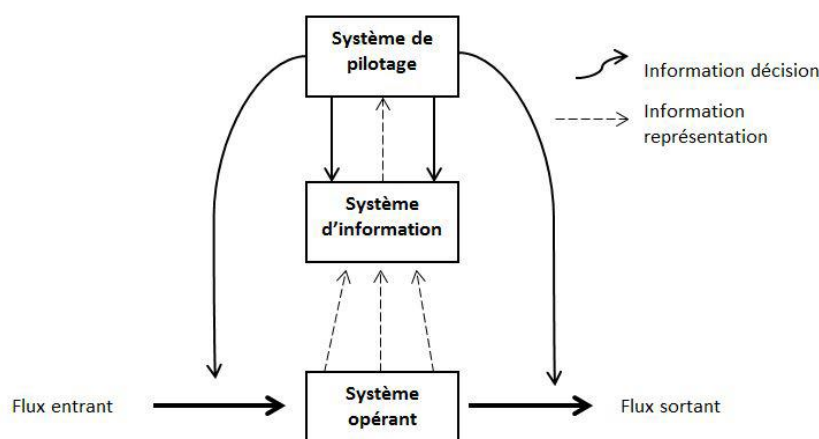 Système de
pilotage
Information décision
Information
représentation
Système
d'information
Système
opérant
Flux entrant
Flux sortant